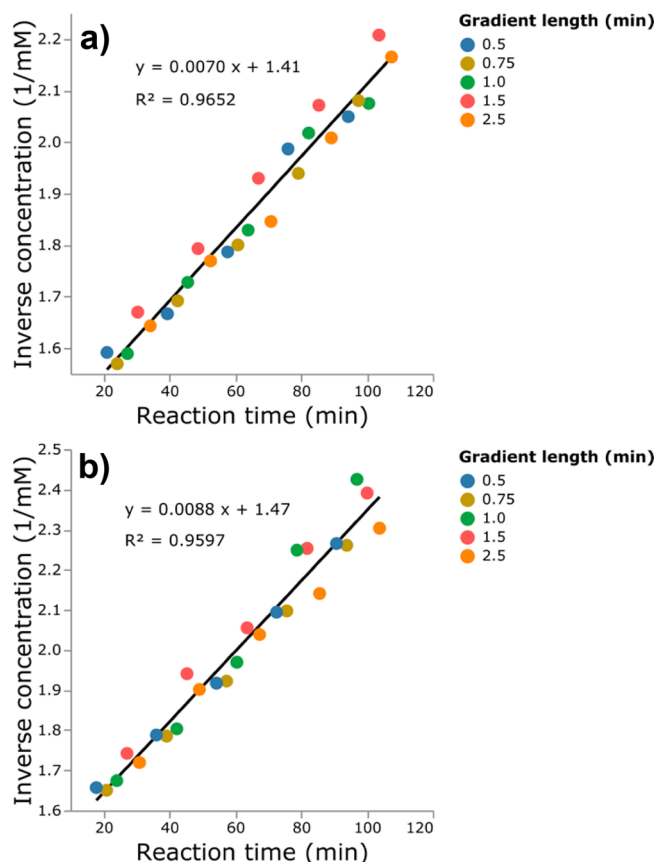 a)
Gradient length (min)
0.5
0.75
1.0
1.5
2.5
y = 0.0070 x + 1.41
R² = 0.9652
Inverse concentration (1/mM)
2.2
2.1
2.0
1.9
1.8
1.7
1.6
20 40 60 80 100 120
Reaction time (min)
b)
Gradient length (min)
0.5
0.75
1.0
1.5
2.5
y = 0.0088 x + 1.47
R² = 0.9597
Inverse concentration (1/mM)
2.5
2.4
2.3
2.2
2.1
2.0
1.9
1.8
1.7
1.6
20 40 60 80 100 120
Reaction time (min)